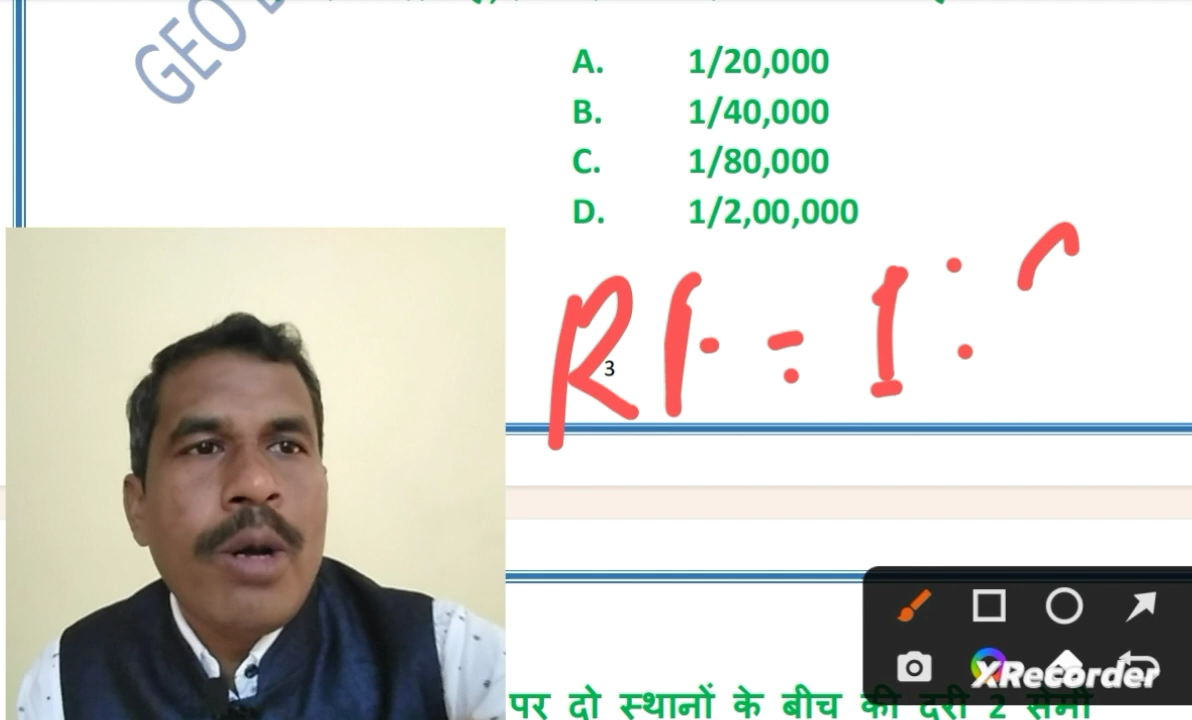 GEO
A. 1/20,000
B. 1/40,000
C. 1/80,000
D. 1/2,00,000
RF = 1 :
3
XRecorder
पर दो स्थानों के बीच की दूरी 2 सेमी